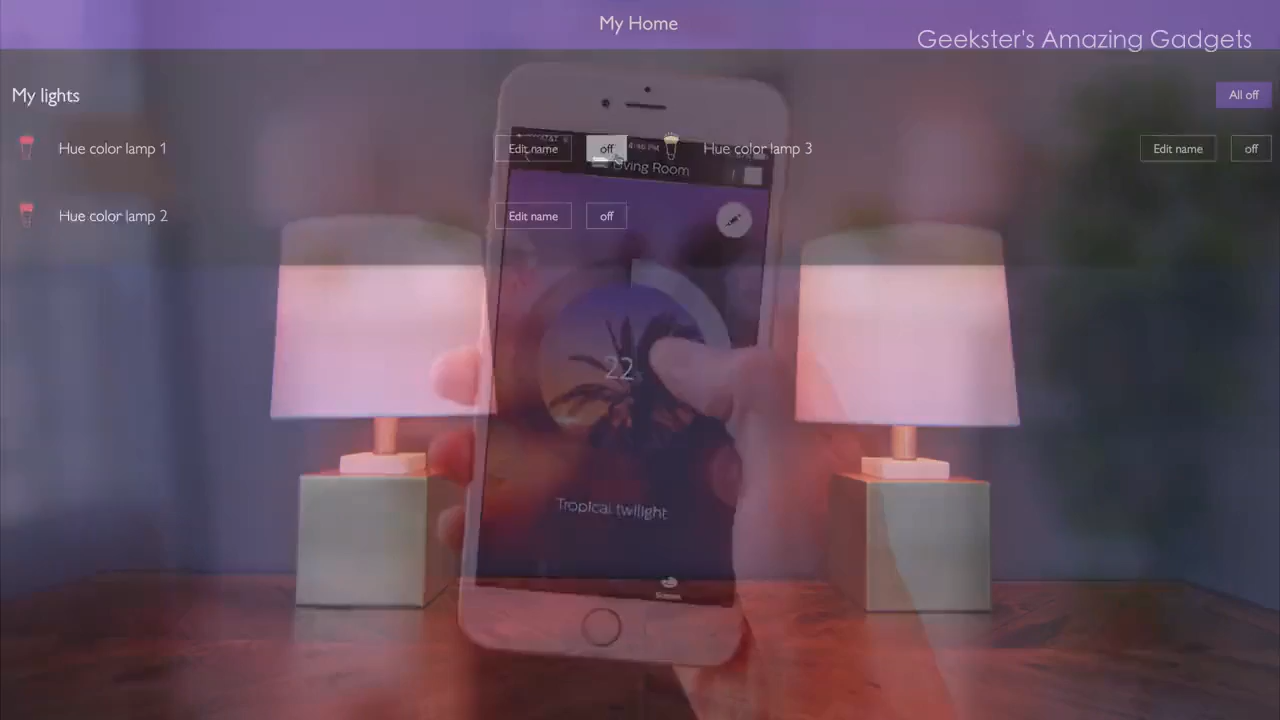 My Home
Geekster's Amazing Gadgets
My lights
All off
Hue color lamp 1
Edit name
off
Hue color lamp 3
Edit name
off
Living Room
Hue color lamp 2
Edit name
off
22
Tropical twilight
Scenes